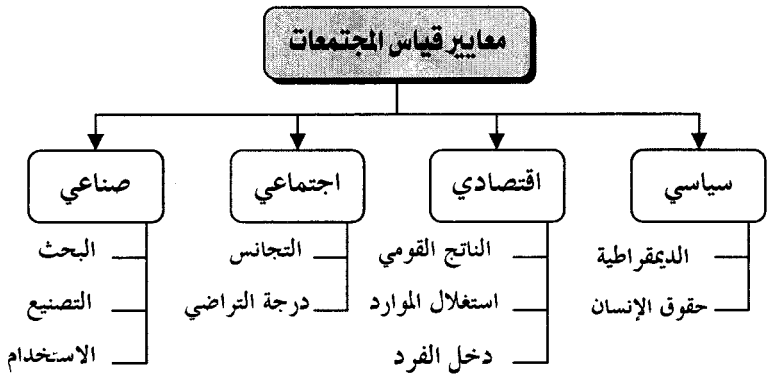 معايير قياس المجتمعات
سياسي
اقتصادي
اجتماعي
صناعي
الديمقراطية
حقوق الإنسان
الناتج القومي
استغلال الموارد
دخل الفرد
التجانس
درجة التراضي
البحث
التصنيع
الاستخدام